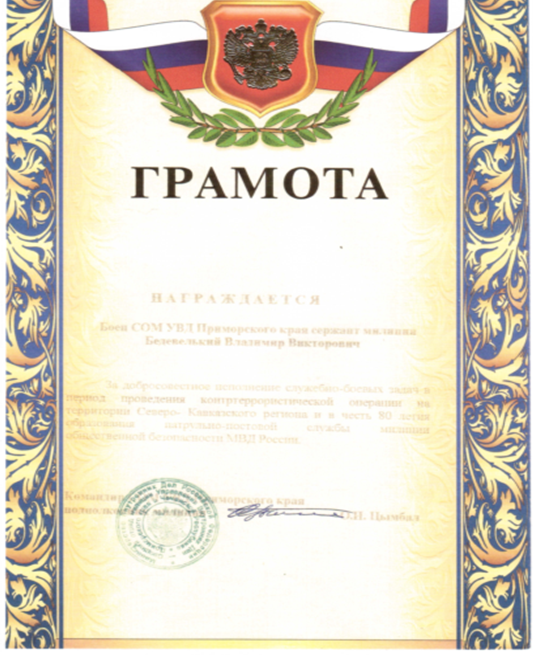 ГРАМОТА
НАГРАЖДАЕТСЯ
Боец СОМ УВД Приморского края сержант милиции
Владимир Викторович
За добросовестное исполнение служебно-боевых задач в
период проведения контртеррористической операции на
территории Северо- Кавказского региона и в честь 80 летия
образования патрульно-постовой службы милиции
общественной безопасности МВД России.
Приморского края
подполковник милиции О.Н. Цымбал